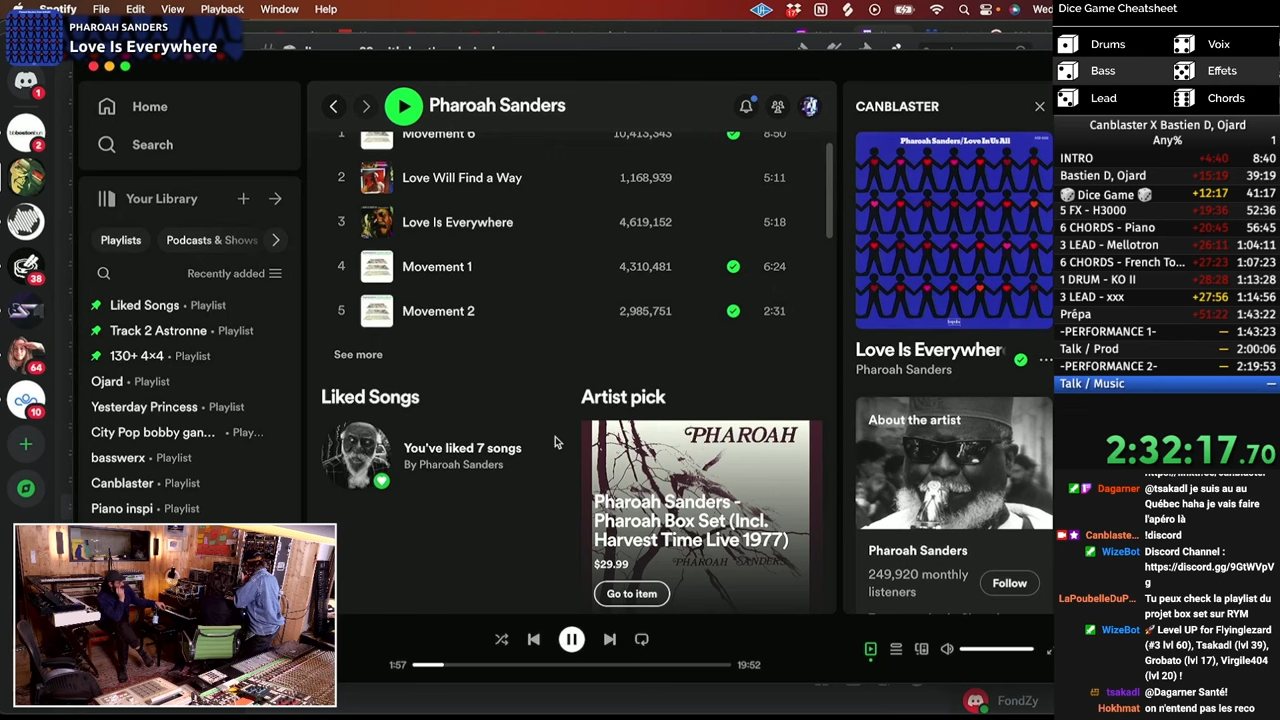 Spotify File Edit View Playback Window Help
Wed
PHAROAH SANDERS
Love Is Everywhere
1
2
38
64
10
Home
Search
Your Library
Playlists
Podcasts & Shows
Recently added
Liked Songs • Playlist
Track 2 Astronne • Playlist
130+ 4×4 • Playlist
Ojard • Playlist
Yesterday Princess • Playlist
City Pop bobby gan... • Play...
basswerx • Playlist
Canblaster • Playlist
Piano inspi • Playlist
Pharoah Sanders
1 Movement 6 10,413,343 8:50
2 Love Will Find a Way 1,168,939 5:11
3 Love Is Everywhere 4,619,152 5:18
4 Movement 1 4,310,481 6:24
5 Movement 2 2,985,751 2:31
See more
Liked Songs
You've liked 7 songs
By Pharoah Sanders
Artist pick
PHAROAH
Pharoah Sanders -
Pharoah Box Set (Incl.
Harvest Time Live 1977)
$29.99
Go to item
1:57
19:52
CANBLASTER
Pharoah Sanders/Love In Us All
Love Is Everywher
Pharoah Sanders
About the artist
Pharoah Sanders
249,920 monthly
listeners
Follow
FondZy
Dice Game Cheatsheet
Drums Voix
Bass Effets
Lead Chords
Canblaster X Bastien D, Ojard
Any% 1
INTRO +4:40 8:40
Bastien D, Ojard +15:19 39:19
🎲 Dice Game 🎲 +12:17 41:17
5 FX - H3000 +19:36 52:36
6 CHORDS - Piano +20:45 56:45
3 LEAD - Mellotron +26:11 1:04:11
6 CHORDS - French To... +27:23 1:07:23
1 DRUM - KO II +28:28 1:13:28
3 LEAD - xxx +27:56 1:14:56
Prépa +51:22 1:43:22
-PERFORMANCE 1- — 1:43:23
Talk / Prod — 2:00:06
-PERFORMANCE 2- — 2:19:53
Talk / Music —
2:32:17.70
Dagarner @tsakadl je suis au au
Québec haha je vais faire
l'apéro là
Canblaste... !discord
WizeBot Discord Channel :
https://discord.gg/9GtWVpV
g
LaPoubelleDuP... Tu peux check la playlist du
projet box set sur RYM
WizeBot 🚀 Level UP for Flyinglezard
(#3 lvl 60), Tsakadl (lvl 39),
Grobato (lvl 17), Virgile404
(lvl 20) !
tsakadl @Dagarner Santé!
Hokhmat on n'entend pas les reco